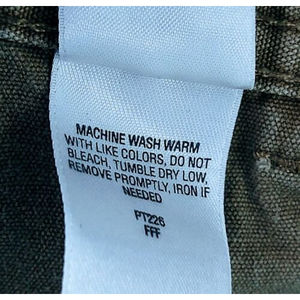 MACHINE WASH WARM
WITH LIKE COLORS, DO NOT
BLEACH, TUMBLE DRY LOW,
REMOVE PROMPTLY, IRON IF
NEEDED
PT226
FFF